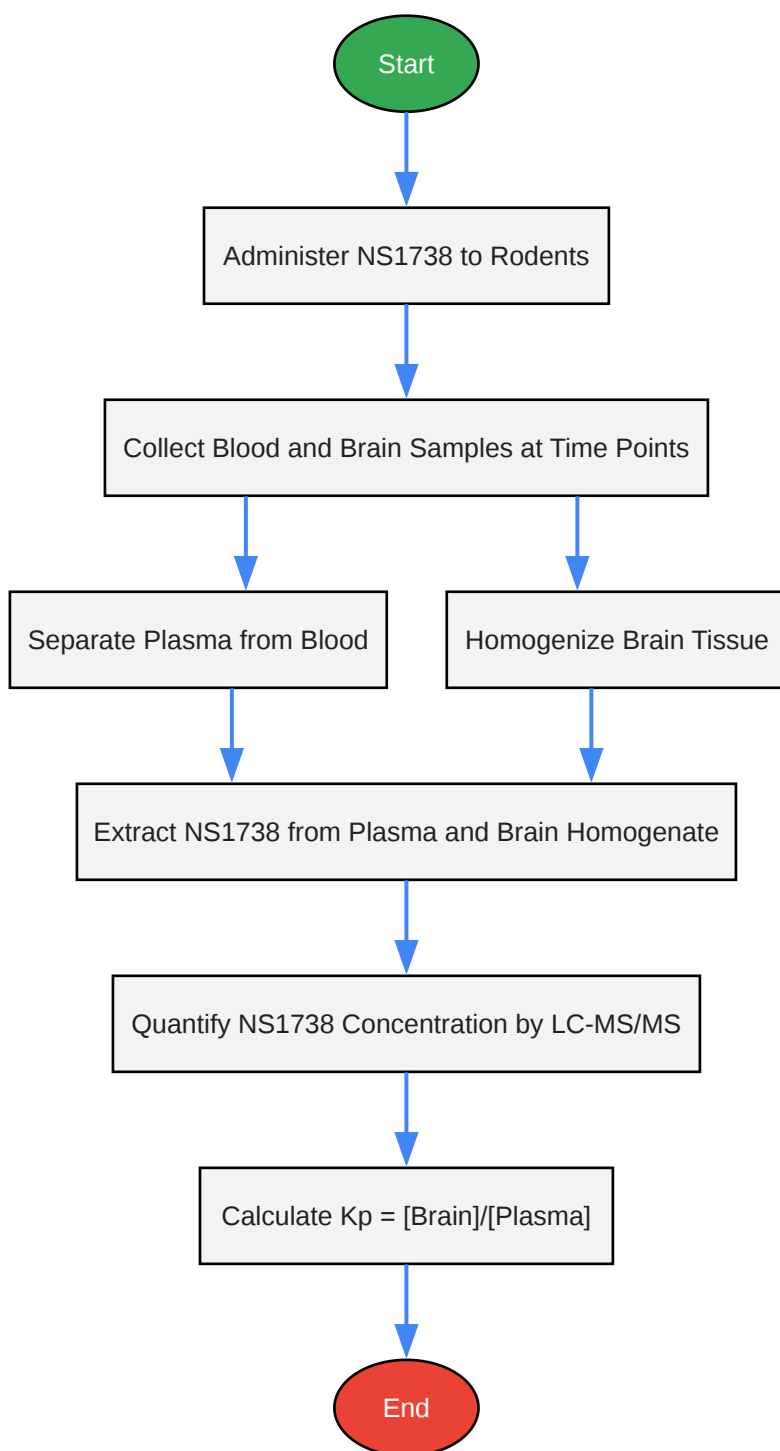 Start
Administer NS1738 to Rodents
Collect Blood and Brain Samples at Time Points
Separate Plasma from Blood
Homogenize Brain Tissue
Extract NS1738 from Plasma and Brain Homogenate
Quantify NS1738 Concentration by LC-MS/MS
Calculate Kp = [Brain]/[Plasma]
End